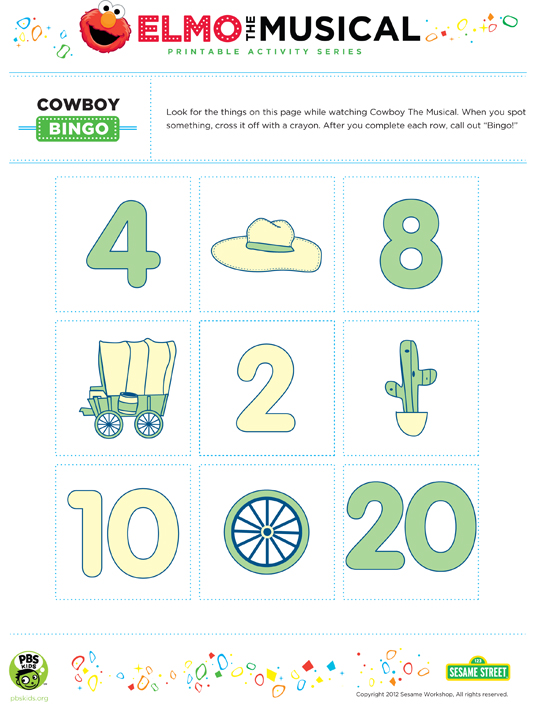 ELMO THE MUSICAL
PRINTABLE ACTIVITY SERIES
COWBOY
BINGO
Look for the things on this page while watching Cowboy The Musical. When you spot
something, cross it off with a crayon. After you complete each row, call out “Bingo!”
4
8
2
10
20
PBS
KIDS
pbskids.org
123
SESAME STREET
Copyright 2012 Sesame Workshop, All rights reserved.